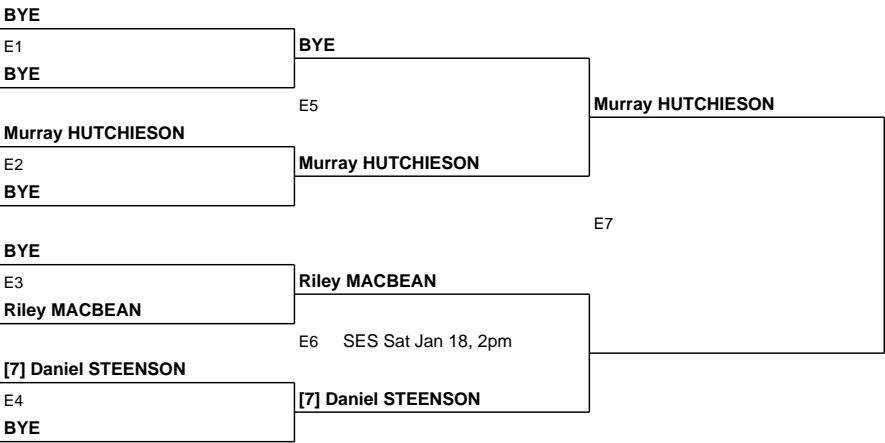 BYE
E1
BYE
BYE
E5
Murray HUTCHIESON
Murray HUTCHIESON
E2
Murray HUTCHIESON
BYE
E7
BYE
E3
Riley MACBEAN
Riley MACBEAN
E6 SES Sat Jan 18, 2pm
[7] Daniel STEENSON
E4
[7] Daniel STEENSON
BYE